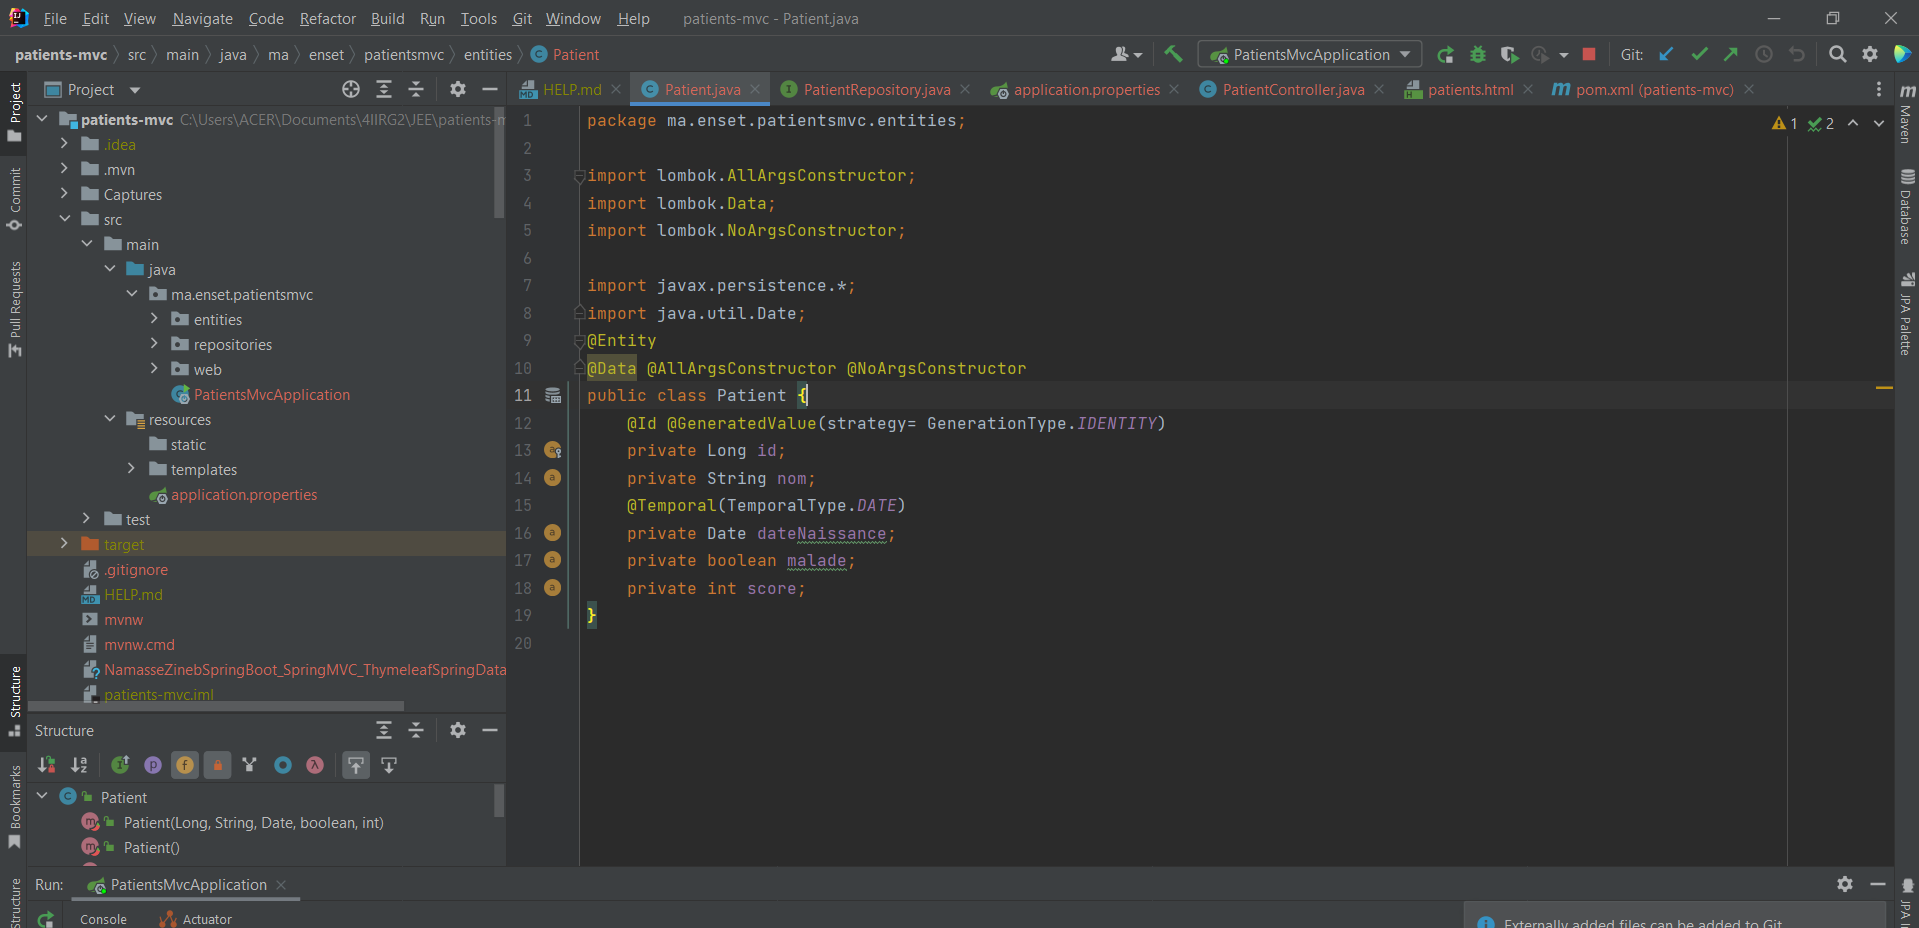 File Edit View Navigate Code Refactor Build Run Tools Git Window Help patients-mvc - Patient.java
patients-mvc src main java ma enset patientsmvc entities Patient PatientsMvcApplication Git:
Project
HELP.md Patient.java PatientRepository.java application.properties PatientController.java patients.html pom.xml (patients-mvc)
patients-mvc C:\Users\ACER\Documents\4IIRG2\JEE\patients-m
.idea
.mvn
Captures
src
main
java
ma.enset.patientsmvc
entities
repositories
web
PatientsMvcApplication
resources
static
templates
application.properties
test
target
.gitignore
HELP.md
mvnw
mvnw.cmd
NamasseZinebSpringBoot_SpringMVC_ThymeleafSpringData
patients-mvc.iml
1 package ma.enset.patientsmvc.entities;
2
3 import lombok.AllArgsConstructor;
4 import lombok.Data;
5 import lombok.NoArgsConstructor;
6
7 import javax.persistence.*;
8 import java.util.Date;
9 @Entity
10 @Data @AllArgsConstructor @NoArgsConstructor
11 public class Patient {
12 @Id @GeneratedValue(strategy= GenerationType.IDENTITY)
13 private Long id;
14 private String nom;
15 @Temporal(TemporalType.DATE)
16 private Date dateNaissance;
17 private boolean malade;
18 private int score;
19 }
20
1 2
Structure
Patient
Patient(Long, String, Date, boolean, int)
Patient()
Run: PatientsMvcApplication
Console Actuator
Externally added files can be added to Git
Project
Commit
Pull Requests
Structure
Bookmarks
Structure
Maven
Database
JPA Palette
JPA In